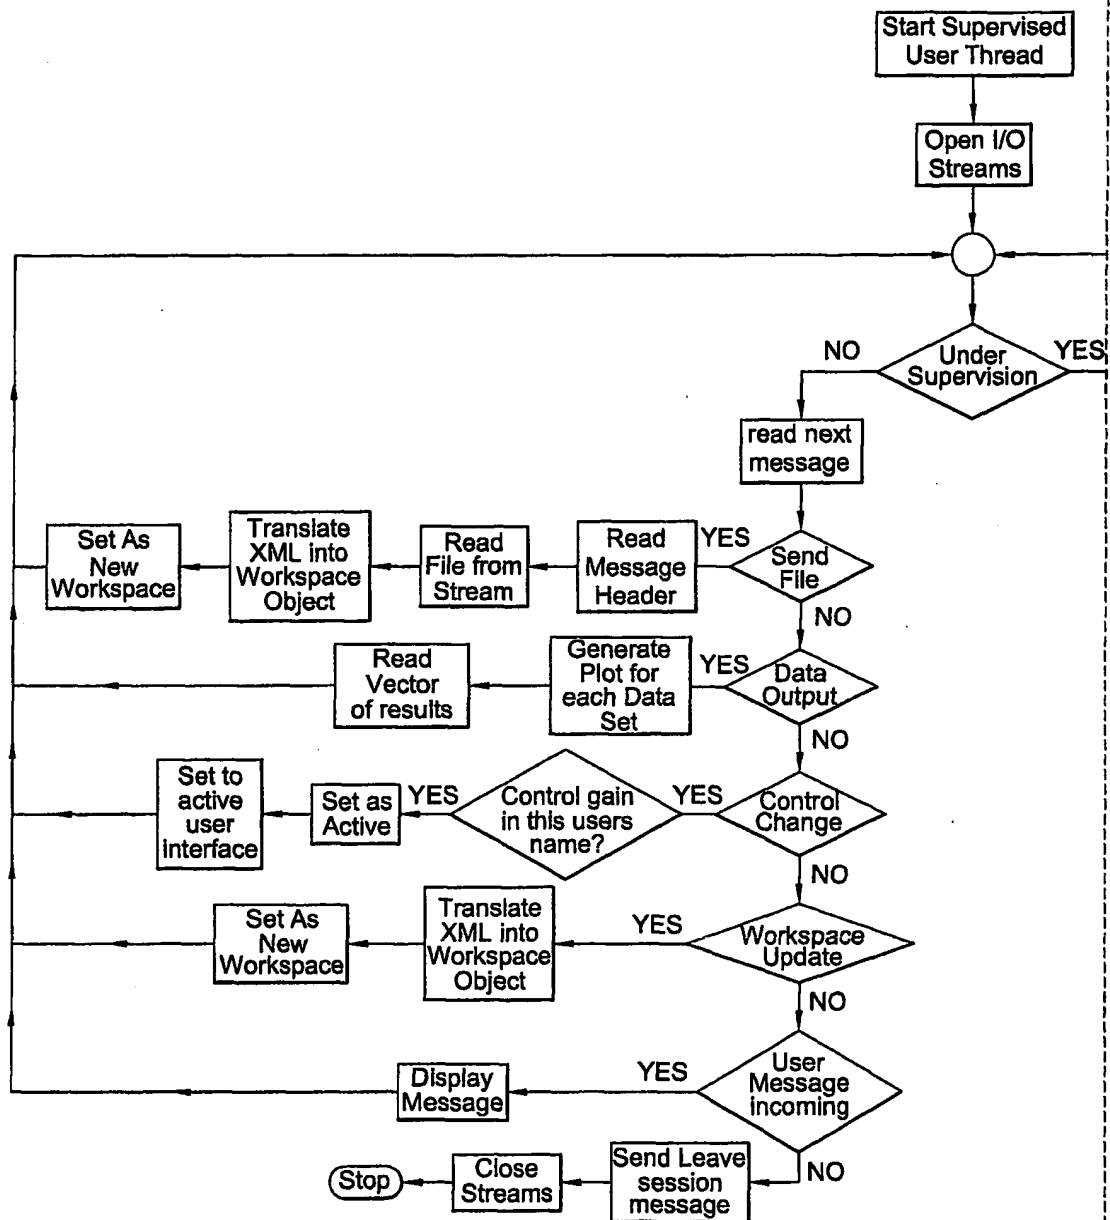 Start Supervised
User Thread
Open I/O
Streams
NO
Under
Supervision
YES
read next
message
Set As
New
Workspace
Translate
XML into
Workspace
Object
Read
File from
Stream
Read
Message
Header
YES
Send
File
NO
Read
Vector
of results
Generate
Plot for
each Data
Set
YES
Data
Output
NO
Set to
active
user
interface
Set as
Active
YES
Control gain
in this users
name?
YES
Control
Change
NO
Set As
New
Workspace
Translate
XML into
Workspace
Object
YES
Workspace
Update
NO
Display
Message
YES
User
Message
incoming
NO
Stop
Close
Streams
Send Leave
session
message